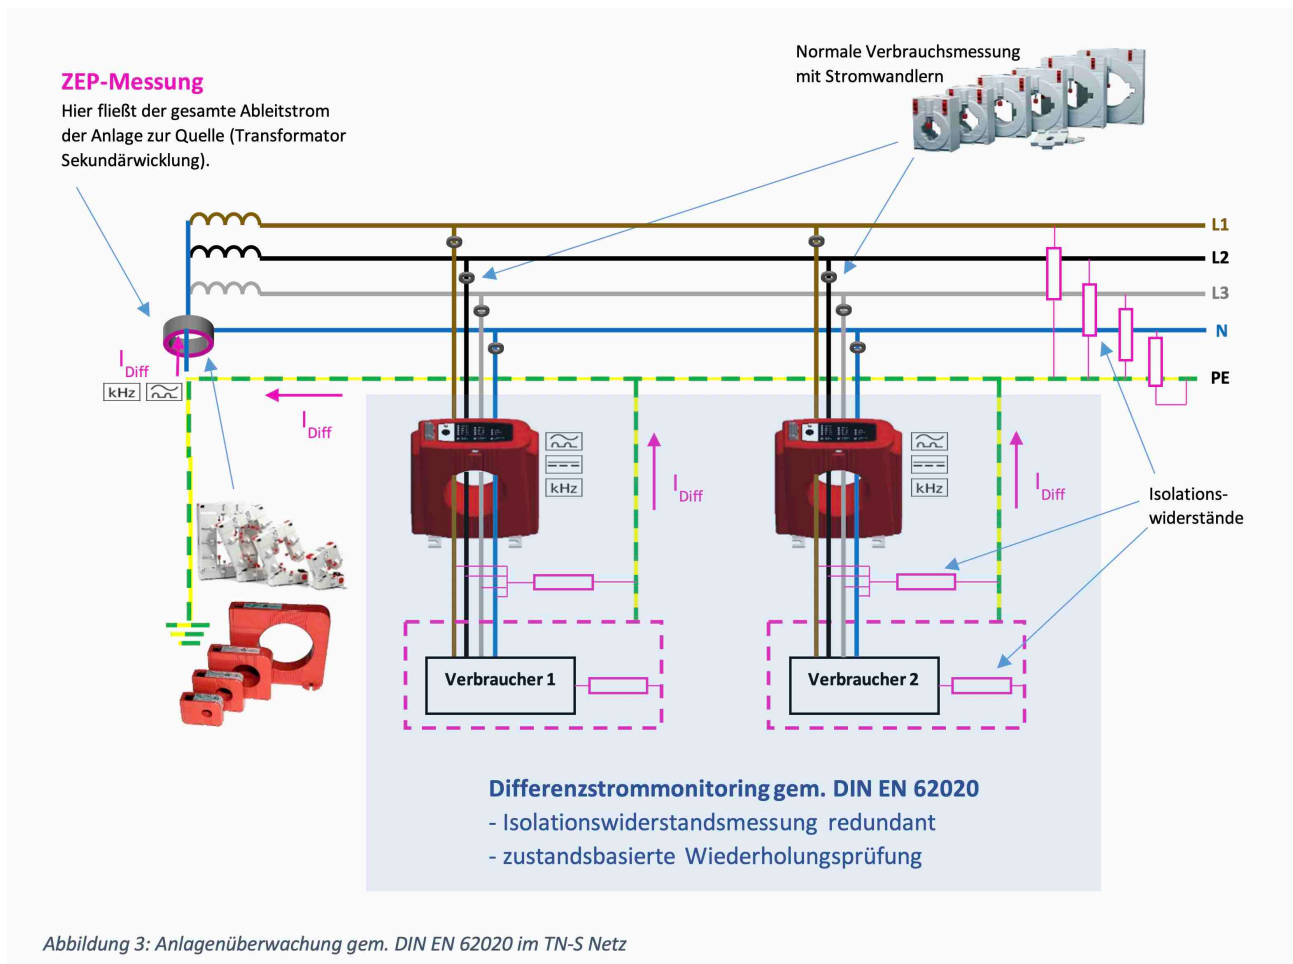 ZEP-Messung
Hier fließt der gesamte Ableitstrom
der Anlage zur Quelle (Transformator
Sekundärwicklung).
Normale Verbrauchsmessung
mit Stromwandlern
L1
L2
L3
N
PE
IDiff
kHz
IDiff
kHz
IDiff
kHz
IDiff
Isolations-
widerstände
Verbraucher 1
Verbraucher 2
Differenzstrommonitoring gem. DIN EN 62020
- Isolationswiderstandsmessung redundant
- zustandsbasierte Wiederholungsprüfung
Abbildung 3: Anlagenüberwachung gem. DIN EN 62020 im TN-S Netz